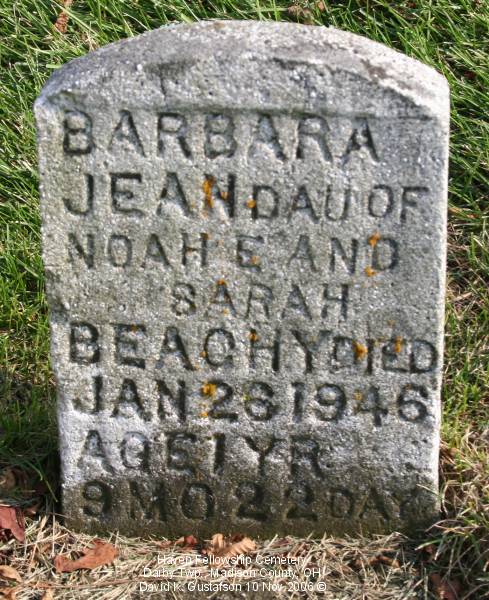 BARBARA
JEAN DAU OF
NOAH E AND
SARAH
BEACHY DIED
JAN 26 1946
AGE 1 YR
9 MO 22 DAY
Haven Fellowship Cemetery
Darby Twp., Madison County, OH
David K. Gustafson 10 Nov 2006 ©